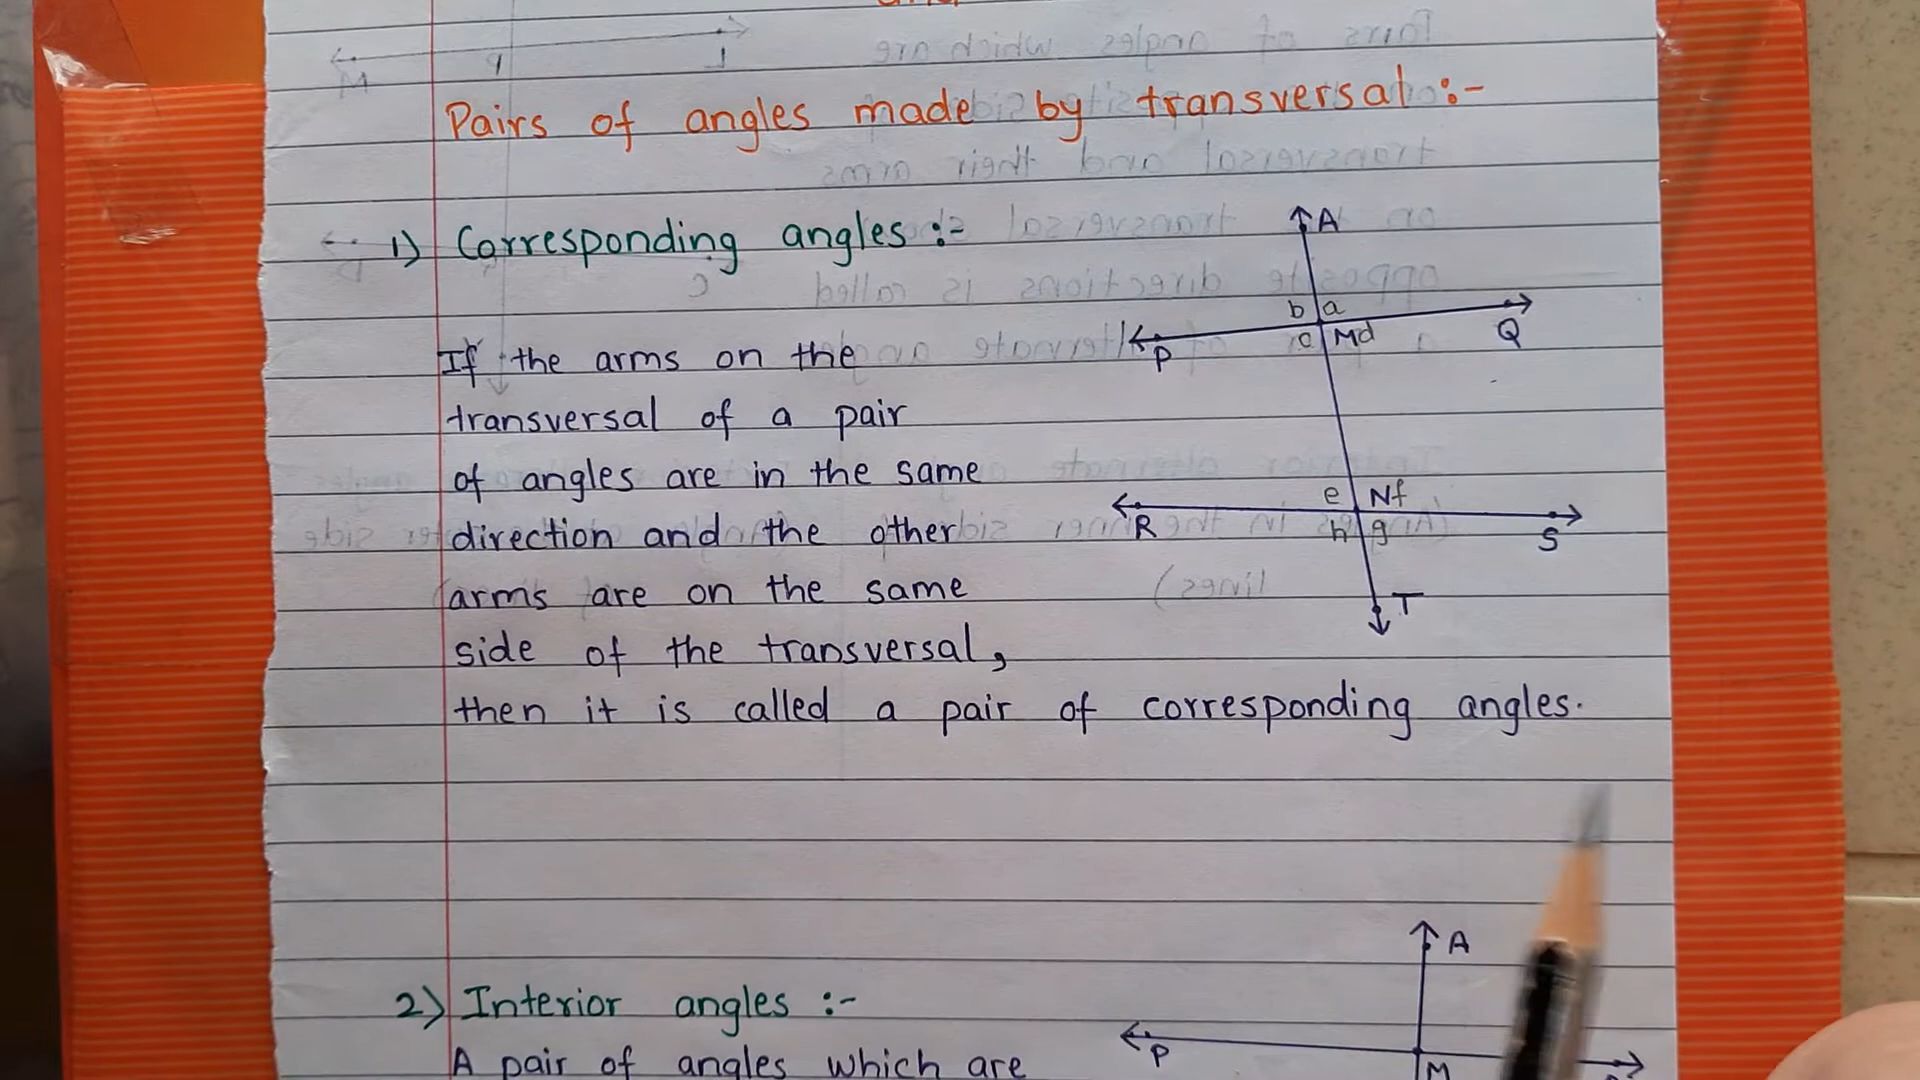 Pairs of angles made by transversal :-
1) Corresponding angles :-
If the arms on the
transversal of a pair
of angles are in the same
direction and the other
arms are on the same
side of the transversal,
then it is called a pair of corresponding angles.
A
b a
P c M d Q
e N f
R h g S
T
2) Interior angles :-
A pair of angles which are
A
P
M